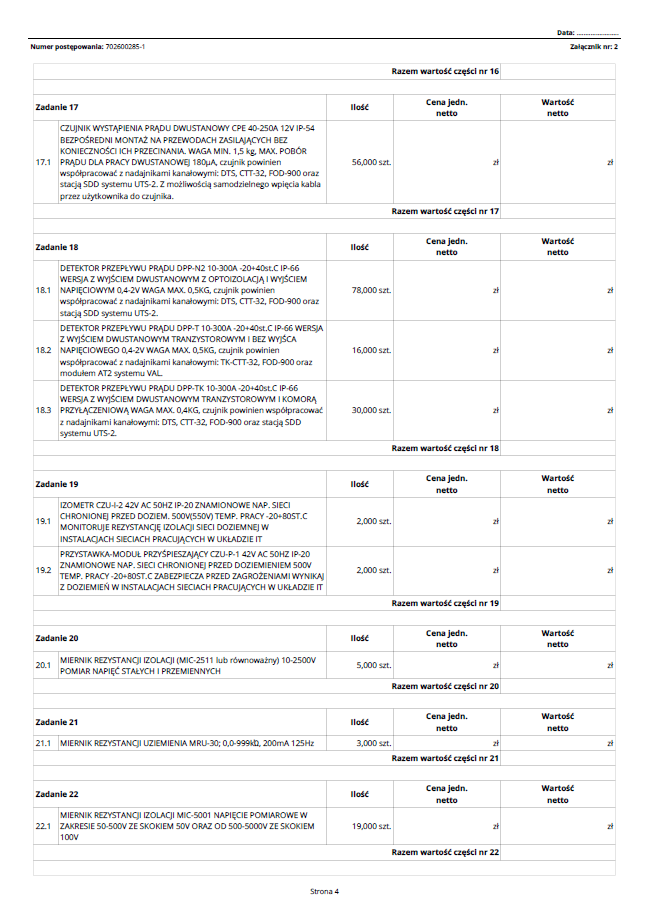 Data: ......................
Numer postępowania: 702600285-1 Załącznik nr: 2
Razem wartość części nr 16
Zadanie 17 Ilość Cena jedn. netto Wartość netto
17.1 CZUJNIK WYSTĄPIENIA PRĄDU DWUSTANOWY CPE 40-250A 12V IP-54
BEZPOŚREDNI MONTAŻ NA PRZEWODACH ZASILAJĄCYCH BEZ
KONIECZNOŚCI ICH PRZECINANIA. WAGA MIN. 1,5 kg, MAX. POBÓR
PRĄDU DLA PRACY DWUSTANOWEJ 180µA, czujnik powinien
współpracować z nadajnikami kanałowymi: DTS, CTT-32, FOD-900 oraz
stacją SDD systemu UTS-2. Z możliwością samodzielnego wpięcia kabla
przez użytkownika do czujnika.
56,000 szt. zł zł
Razem wartość części nr 17
Zadanie 18 Ilość Cena jedn. netto Wartość netto
18.1 DETEKTOR PRZEPŁYWU PRĄDU DPP-N2 10-300A -20+40st.C IP-66
WERSJA Z WYJŚCIEM DWUSTANOWYM Z OPTOIZOLACJĄ I WYJŚCIEM
NAPIĘCIOWYM 0,4-2V WAGA MAX. 0,5KG, czujnik powinien
współpracować z nadajnikami kanałowymi: DTS, CTT-32, FOD-900 oraz
stacją SDD systemu UTS-2.
78,000 szt. zł zł
18.2 DETEKTOR PRZEPŁYWU PRĄDU DPP-T 10-300A -20+40st.C IP-66 WERSJA
Z WYJŚCIEM DWUSTANOWYM TRANZYSTOROWYM I BEZ WYJŚCA
NAPIĘCIOWEGO 0,4-2V WAGA MAX. 0,5KG, czujnik powinien
współpracować z nadajnikami kanałowymi: TK-CTT-32, FOD-900 oraz
modułem AT2 systemu VAL.
16,000 szt. zł zł
18.3 DETEKTOR PRZEPŁYWU PRĄDU DPP-TK 10-300A -20+40st.C IP-66
WERSJA Z WYJŚCIEM DWUSTANOWYM TRANZYSTOROWYM I KOMORĄ
PRZYŁĄCZENIOWĄ WAGA MAX. 0,4KG, czujnik powinien współpracować
z nadajnikami kanałowymi: DTS, CTT-32, FOD-900 oraz stacją SDD
systemu UTS-2.
30,000 szt. zł zł
Razem wartość części nr 18
Zadanie 19 Ilość Cena jedn. netto Wartość netto
19.1 IZOMETR CZU-I-2 42V AC 50HZ IP-20 ZNAMIONOWE NAP. SIECI
CHRONIONEJ PRZED DOZIEM. 500V(550V) TEMP. PRACY -20+80ST.C
MONITORUJE REZYSTANCJĘ IZOLACJI SIECI DOZIEMNEJ W
INSTALACJACH SIECIACH PRACUJĄCYCH W UKŁADZIE IT
2,000 szt. zł zł
19.2 PRZYSTAWKA-MODUŁ PRZYŚPIESZAJĄCY CZU-P-1 42V AC 50HZ IP-20
ZNAMIONOWE NAP. SIECI CHRONIONEJ PRZED DOZIEMIENIEM 500V
TEMP. PRACY -20+80ST.C ZABEZPIECZA PRZED ZAGROŻENIAMI WYNIKAJ
Z DOZIEMIEŃ W INSTALACJACH SIECIACH PRACUJĄCYCH W UKŁADZIE IT
2,000 szt. zł zł
Razem wartość części nr 19
Zadanie 20 Ilość Cena jedn. netto Wartość netto
20.1 MIERNIK REZYSTANCJI IZOLACJI (MIC-2511 lub równoważny) 10-2500V
POMIAR NAPIĘĆ STAŁYCH I PRZEMIENNYCH
5,000 szt. zł zł
Razem wartość części nr 20
Zadanie 21 Ilość Cena jedn. netto Wartość netto
21.1 MIERNIK REZYSTANCJI UZIEMIENIA MRU-30; 0,0-999kΩ, 200mA 125Hz 3,000 szt. zł zł
Razem wartość części nr 21
Zadanie 22 Ilość Cena jedn. netto Wartość netto
22.1 MIERNIK REZYSTANCJI IZOLACJI MIC-5001 NAPIĘCIE POMIAROWE W
ZAKRESIE 50-500V ZE SKOKIEM 50V ORAZ OD 500-5000V ZE SKOKIEM
100V
19,000 szt. zł zł
Razem wartość części nr 22
Strona 4